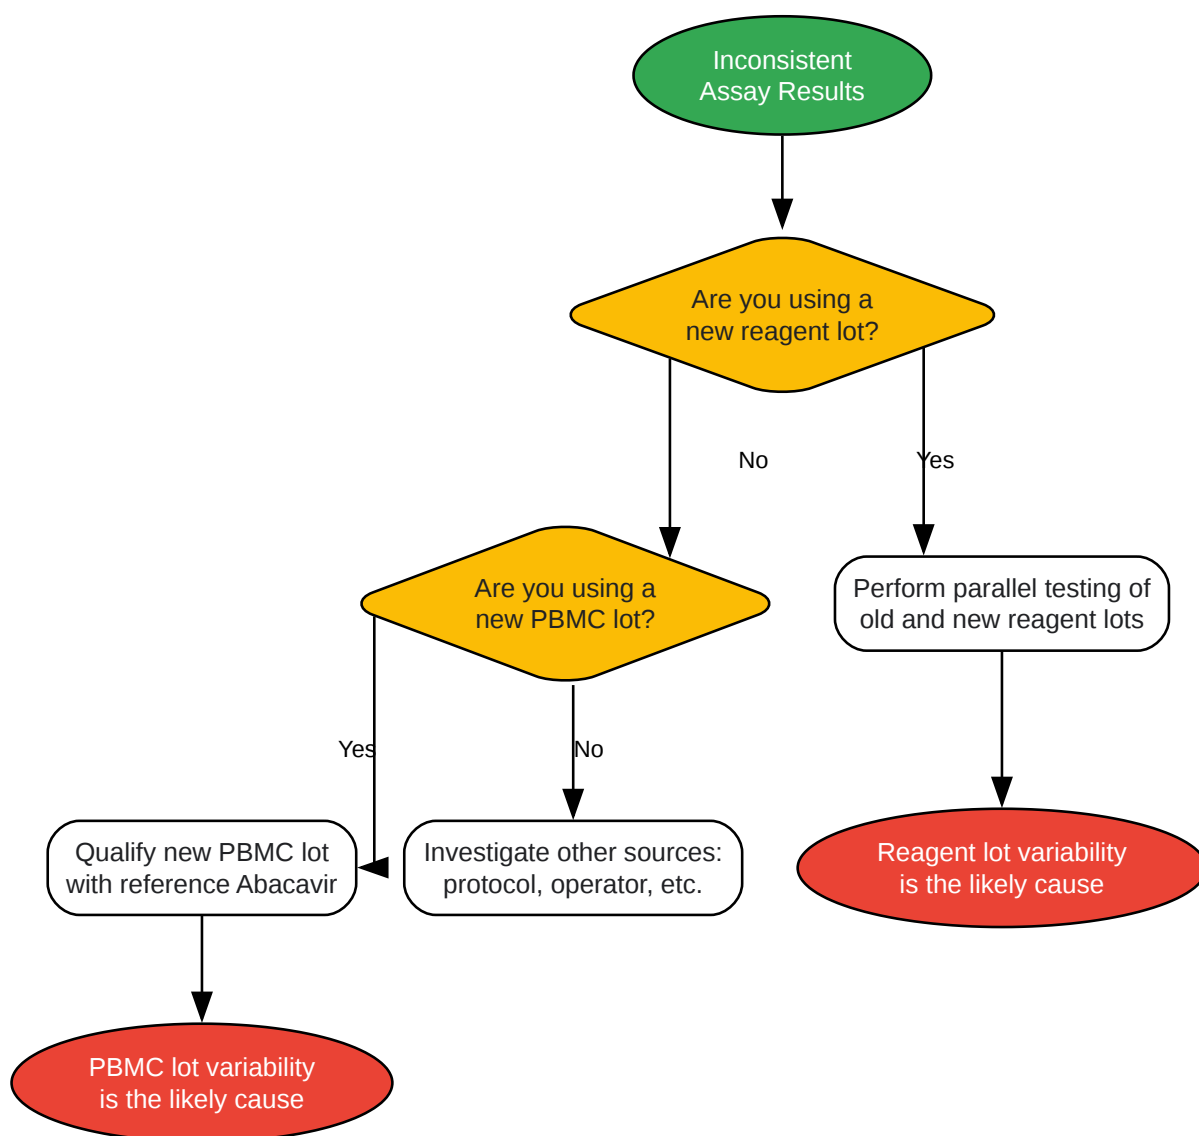 Inconsistent
Assay Results
Are you using a
new reagent lot?
No
Yes
Are you using a
new PBMC lot?
Perform parallel testing of
old and new reagent lots
Yes
No
Qualify new PBMC lot
with reference Abacavir
Investigate other sources:
protocol, operator, etc.
Reagent lot variability
is the likely cause
PBMC lot variability
is the likely cause